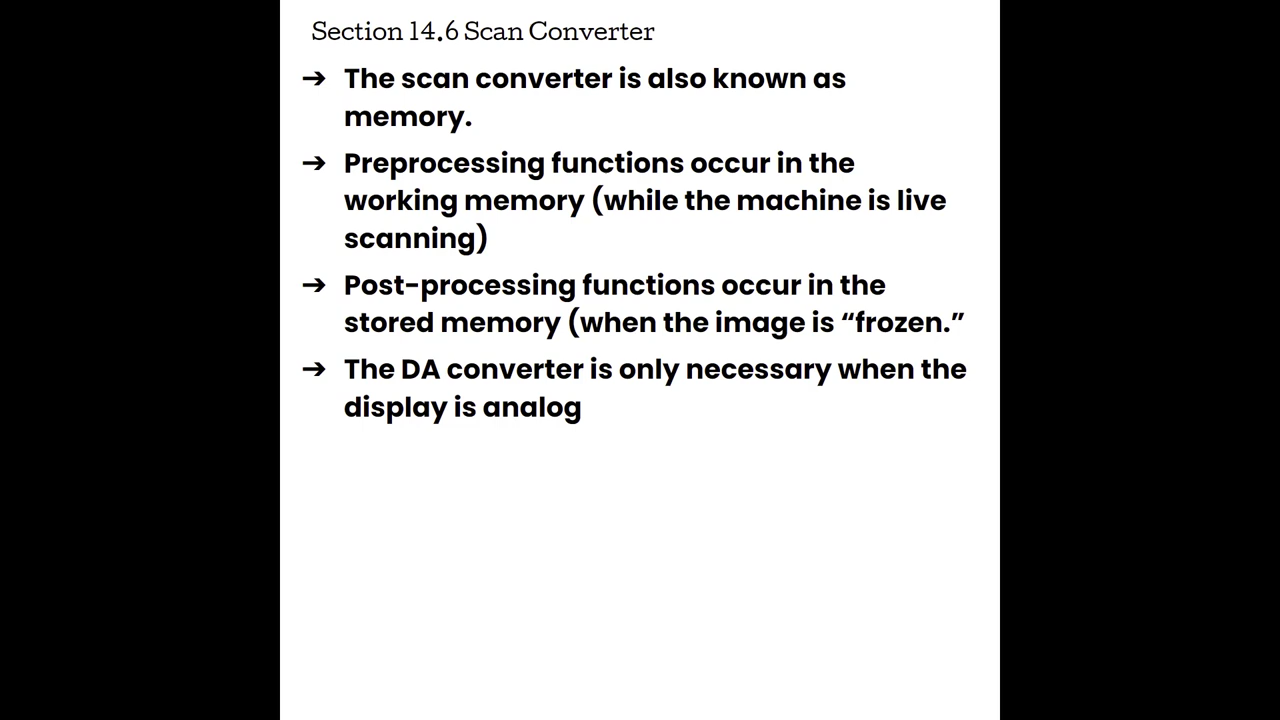 Section 14.6 Scan Converter
➔ The scan converter is also known as
memory.
➔ Preprocessing functions occur in the
working memory (while the machine is live
scanning)
➔ Post-processing functions occur in the
stored memory (when the image is “frozen.”
➔ The DA converter is only necessary when the
display is analog